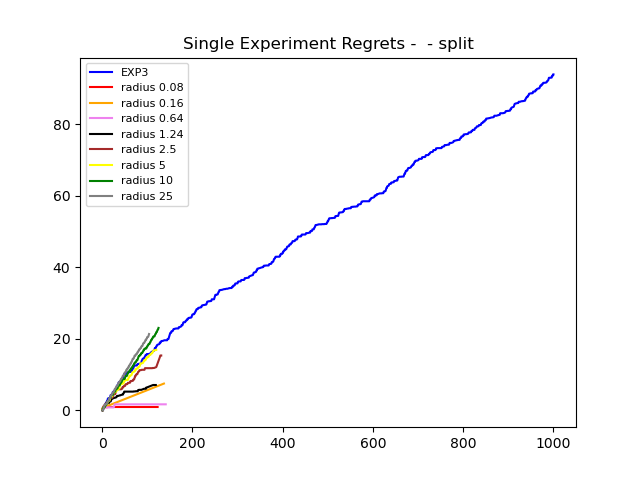 Single Experiment Regrets -  - split
EXP3
radius 0.08
radius 0.16
radius 0.64
radius 1.24
radius 2.5
radius 5
radius 10
radius 25
80
60
40
20
0
0 200 400 600 800 1000